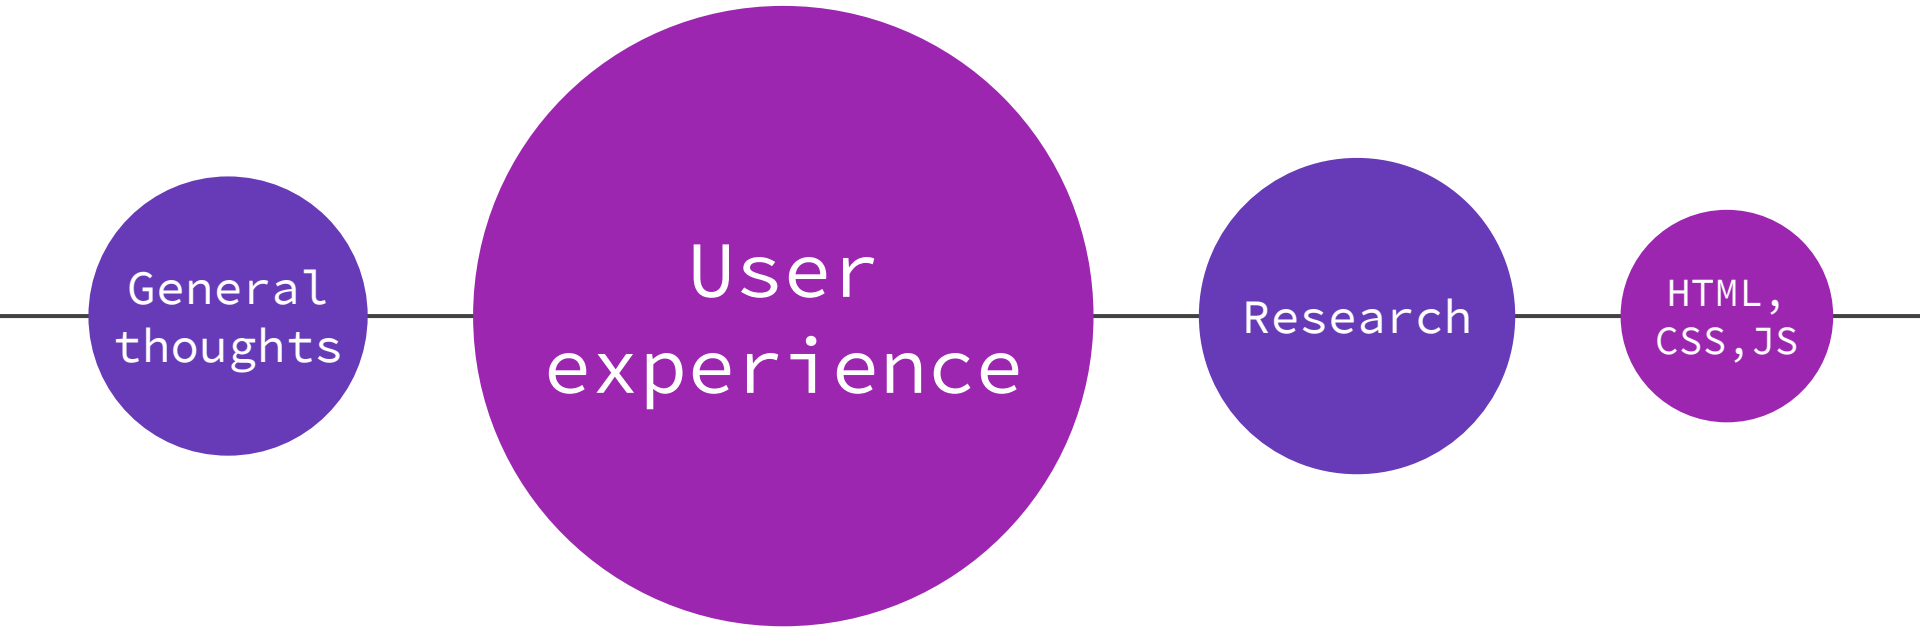 General
thoughts
User
experience
Research
HTML,
CSS,JS